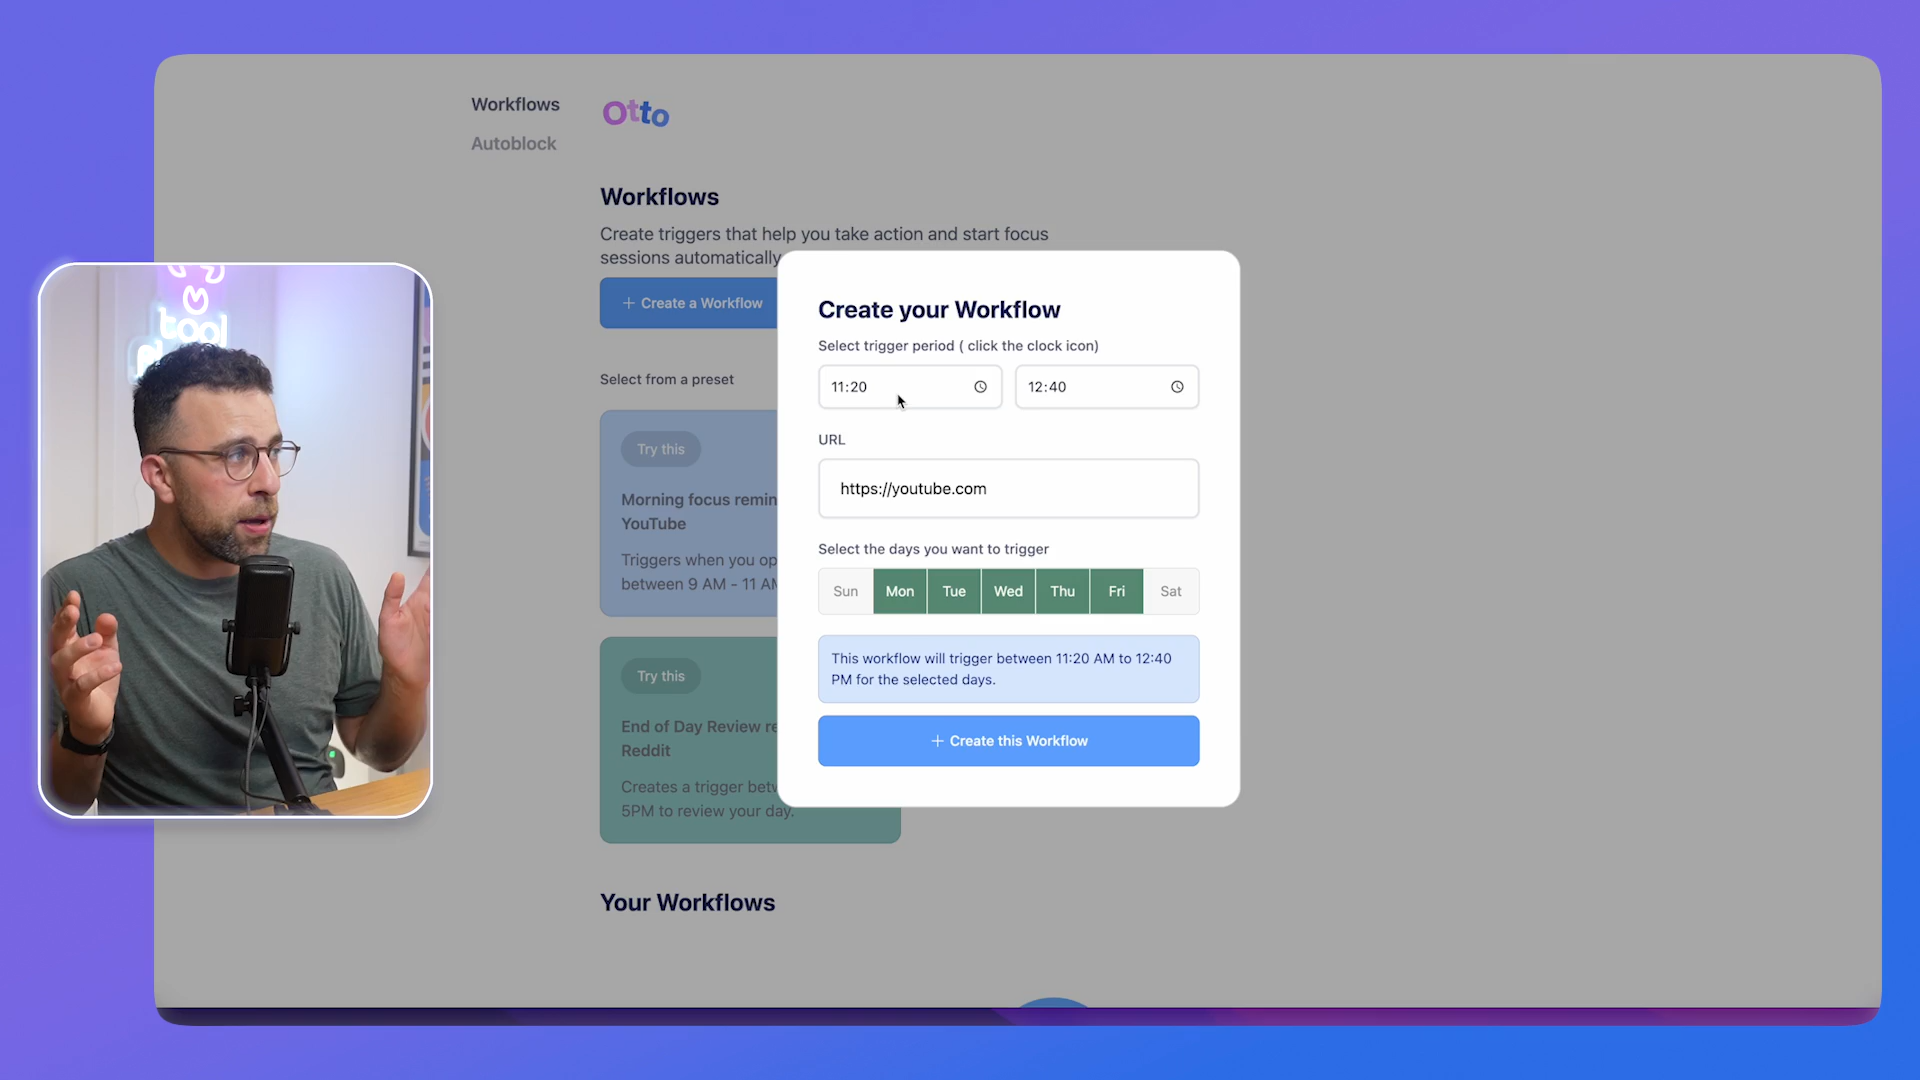 Workflows
Autoblock
Otto
Workflows
Create triggers that help you take action and start focus
sessions automatically
+ Create a Workflow
Select from a preset
Try this
Morning focus remin
YouTube
Triggers when you op
between 9 AM - 11 AM
Try this
End of Day Review re
Reddit
Creates a trigger betw
5PM to review your day.
Your Workflows
Create your Workflow
Select trigger period ( click the clock icon)
11:20
12:40
URL
https://youtube.com
Select the days you want to trigger
Sun Mon Tue Wed Thu Fri Sat
This workflow will trigger between 11:20 AM to 12:40
PM for the selected days.
+ Create this Workflow
tool